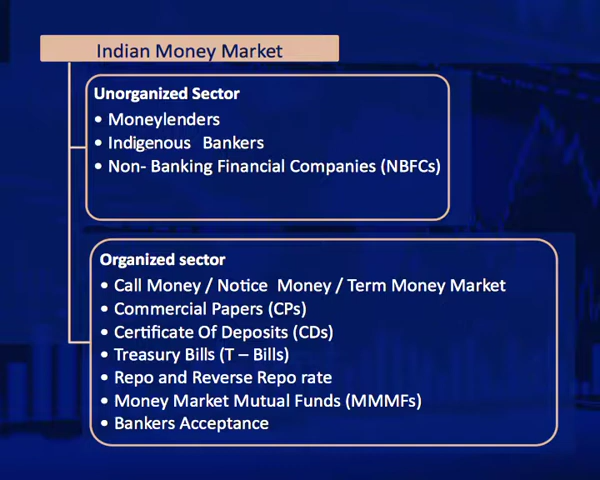 Indian Money Market
Unorganized Sector
• Moneylenders
• Indigenous Bankers
• Non- Banking Financial Companies (NBFCs)
Organized sector
• Call Money / Notice Money / Term Money Market
• Commercial Papers (CPs)
• Certificate Of Deposits (CDs)
• Treasury Bills (T – Bills)
• Repo and Reverse Repo rate
• Money Market Mutual Funds (MMMFs)
• Bankers Acceptance